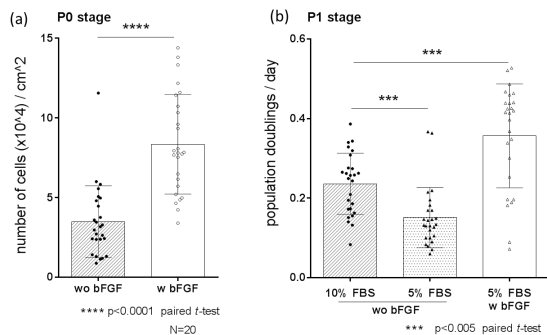 (a) P0 stage
number of cells (x10^4) / cm^2
15
10
5
0
****
wo bFGF w bFGF
**** p<0.0001 paired t-test
N=20
(b) P1 stage
population doublings / day
0.6
0.4
0.2
0.0
***
***
10% FBS 5% FBS 5% FBS
wo bFGF w bFGF
*** p<0.005 paired t-test